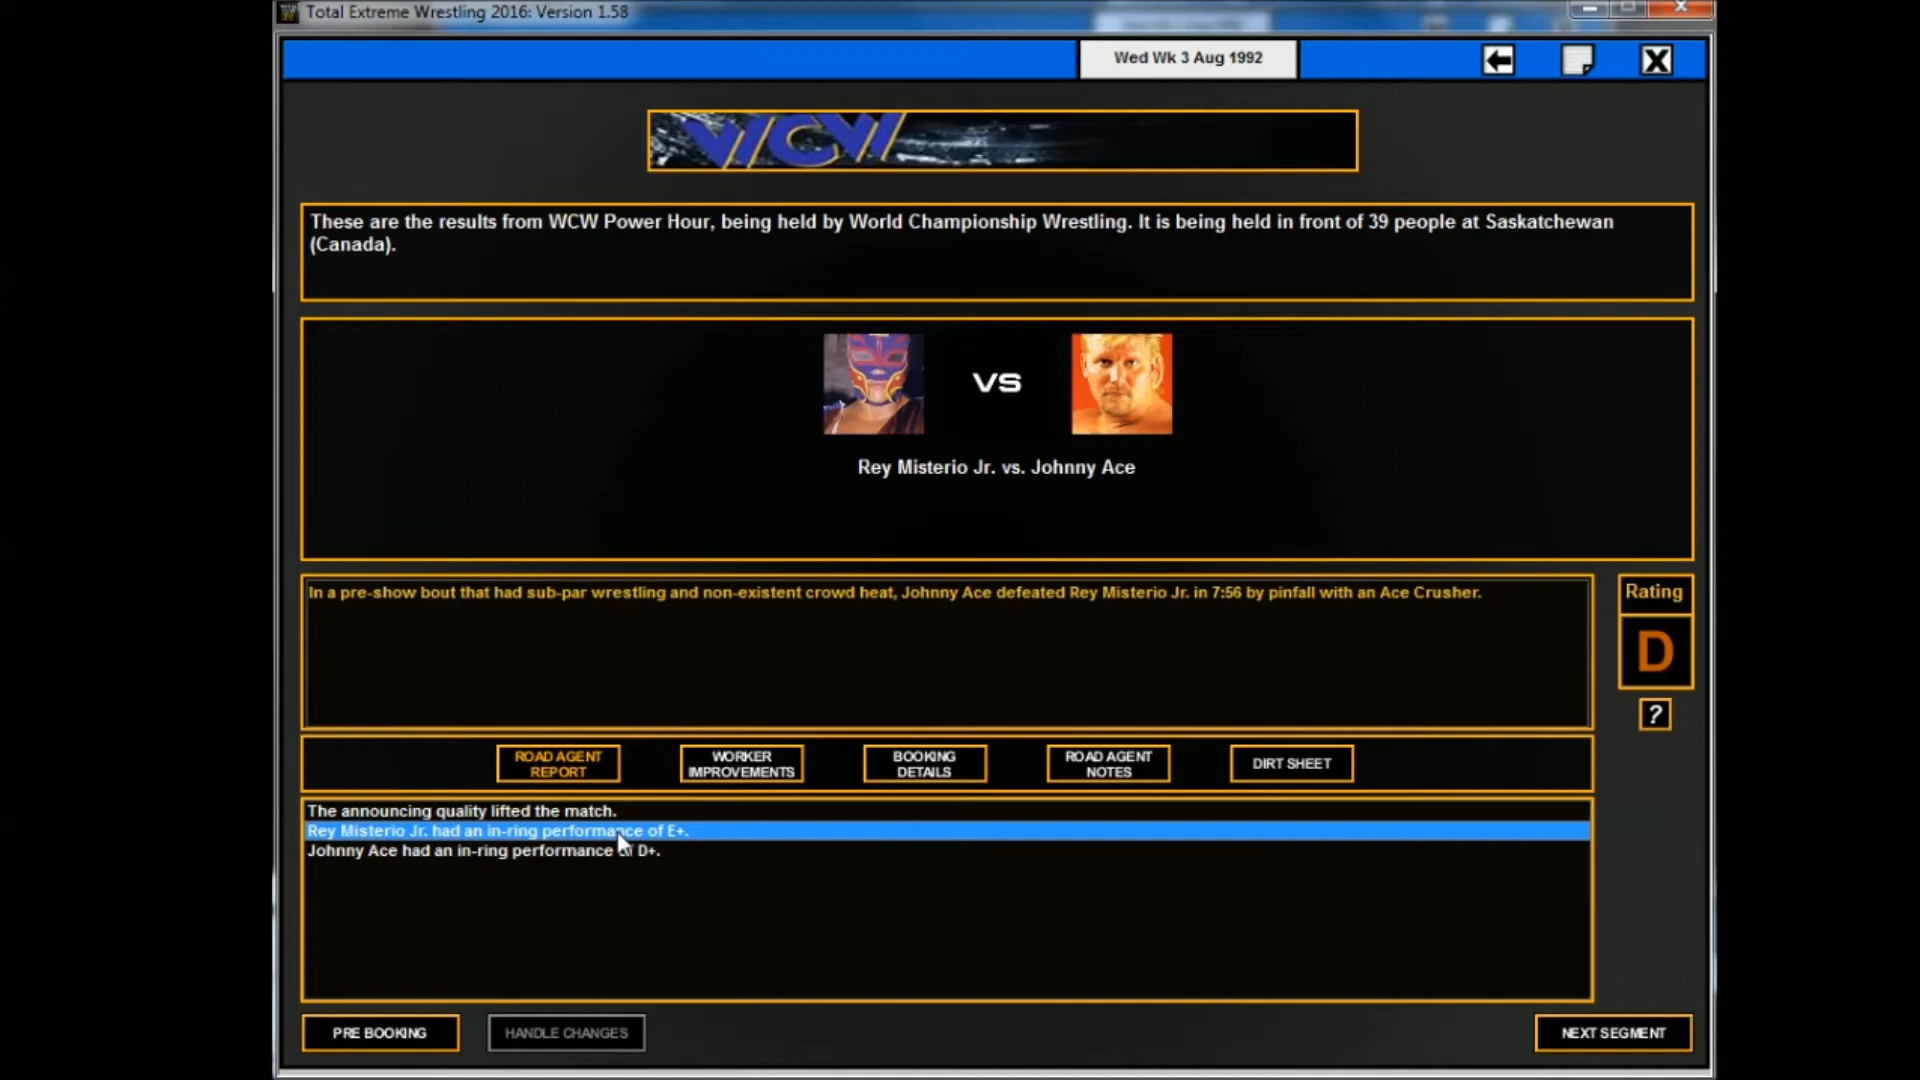 Total Extreme Wrestling 2016: Version 1.58
Wed Wk 3 Aug 1992
WCW
These are the results from WCW Power Hour, being held by World Championship Wrestling. It is being held in front of 39 people at Saskatchewan
(Canada).
VS
Rey Misterio Jr. vs. Johnny Ace
In a pre-show bout that had sub-par wrestling and non-existent crowd heat, Johnny Ace defeated Rey Misterio Jr. in 7:56 by pinfall with an Ace Crusher.
Rating
D
?
ROAD AGENT
REPORT
WORKER
IMPROVEMENTS
BOOKING
DETAILS
ROAD AGENT
NOTES
DIRT SHEET
The announcing quality lifted the match.
Rey Misterio Jr. had an in-ring performance of E+.
Johnny Ace had an in-ring performance of D+.
PRE BOOKING
HANDLE CHANGES
NEXT SEGMENT